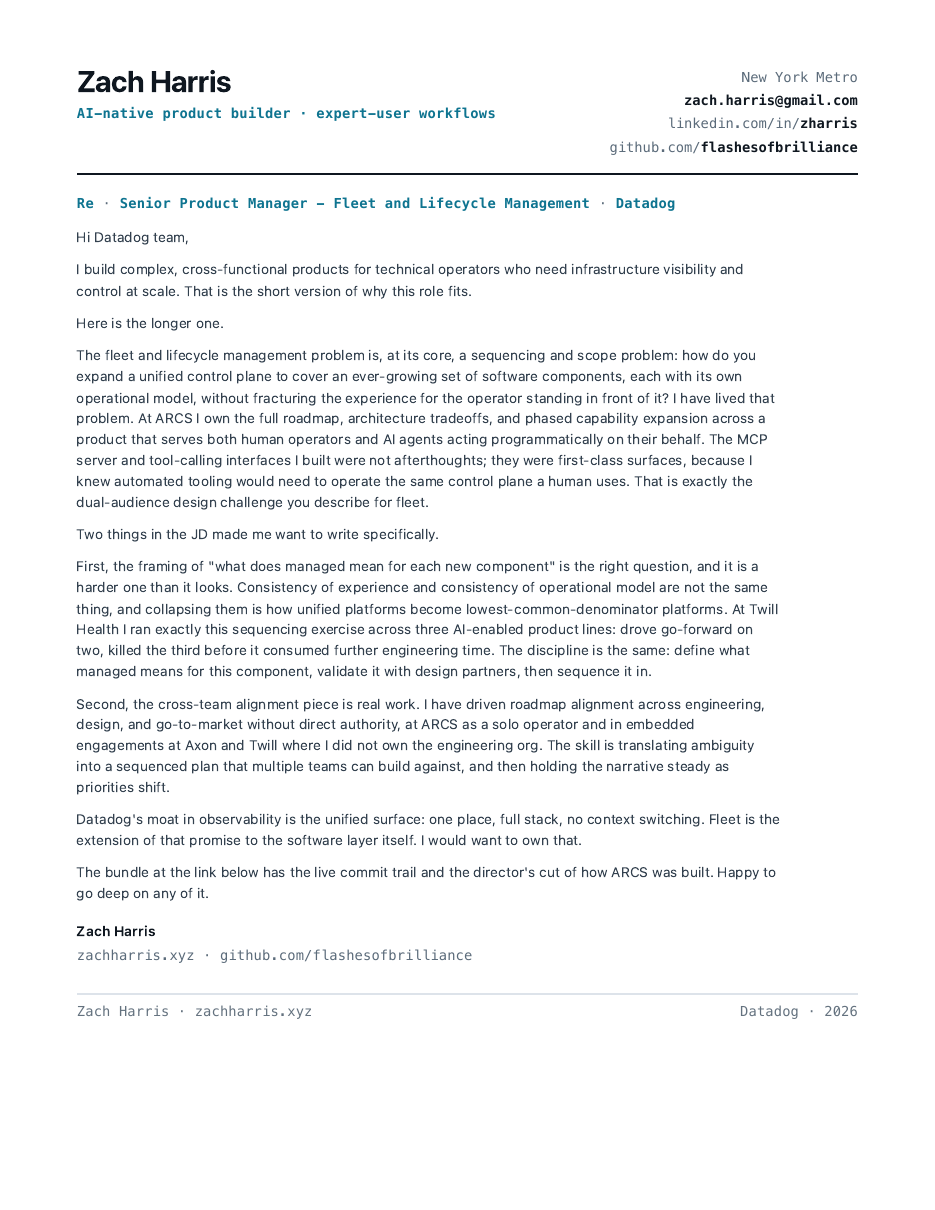 Zach Harris
AI-native product builder · expert-user workflows
New York Metro
zach.harris@gmail.com
linkedin.com/in/zharris
github.com/flashesofbrilliance
Re · Senior Product Manager – Fleet and Lifecycle Management · Datadog
Hi Datadog team,
I build complex, cross-functional products for technical operators who need infrastructure visibility and
control at scale. That is the short version of why this role fits.
Here is the longer one.
The fleet and lifecycle management problem is, at its core, a sequencing and scope problem: how do you
expand a unified control plane to cover an ever-growing set of software components, each with its own
operational model, without fracturing the experience for the operator standing in front of it? I have lived that
problem. At ARCS I own the full roadmap, architecture tradeoffs, and phased capability expansion across a
product that serves both human operators and AI agents acting programmatically on their behalf. The MCP
server and tool-calling interfaces I built were not afterthoughts; they were first-class surfaces, because I
knew automated tooling would need to operate the same control plane a human uses. That is exactly the
dual-audience design challenge you describe for fleet.
Two things in the JD made me want to write specifically.
First, the framing of "what does managed mean for each new component" is the right question, and it is a
harder one than it looks. Consistency of experience and consistency of operational model are not the same
thing, and collapsing them is how unified platforms become lowest-common-denominator platforms. At Twill
Health I ran exactly this sequencing exercise across three AI-enabled product lines: drove go-forward on
two, killed the third before it consumed further engineering time. The discipline is the same: define what
managed means for this component, validate it with design partners, then sequence it in.
Second, the cross-team alignment piece is real work. I have driven roadmap alignment across engineering,
design, and go-to-market without direct authority, at ARCS as a solo operator and in embedded
engagements at Axon and Twill where I did not own the engineering org. The skill is translating ambiguity
into a sequenced plan that multiple teams can build against, and then holding the narrative steady as
priorities shift.
Datadog's moat in observability is the unified surface: one place, full stack, no context switching. Fleet is the
extension of that promise to the software layer itself. I would want to own that.
The bundle at the link below has the live commit trail and the director's cut of how ARCS was built. Happy to
go deep on any of it.
Zach Harris
zachharris.xyz · github.com/flashesofbrilliance
Zach Harris · zachharris.xyz
Datadog · 2026